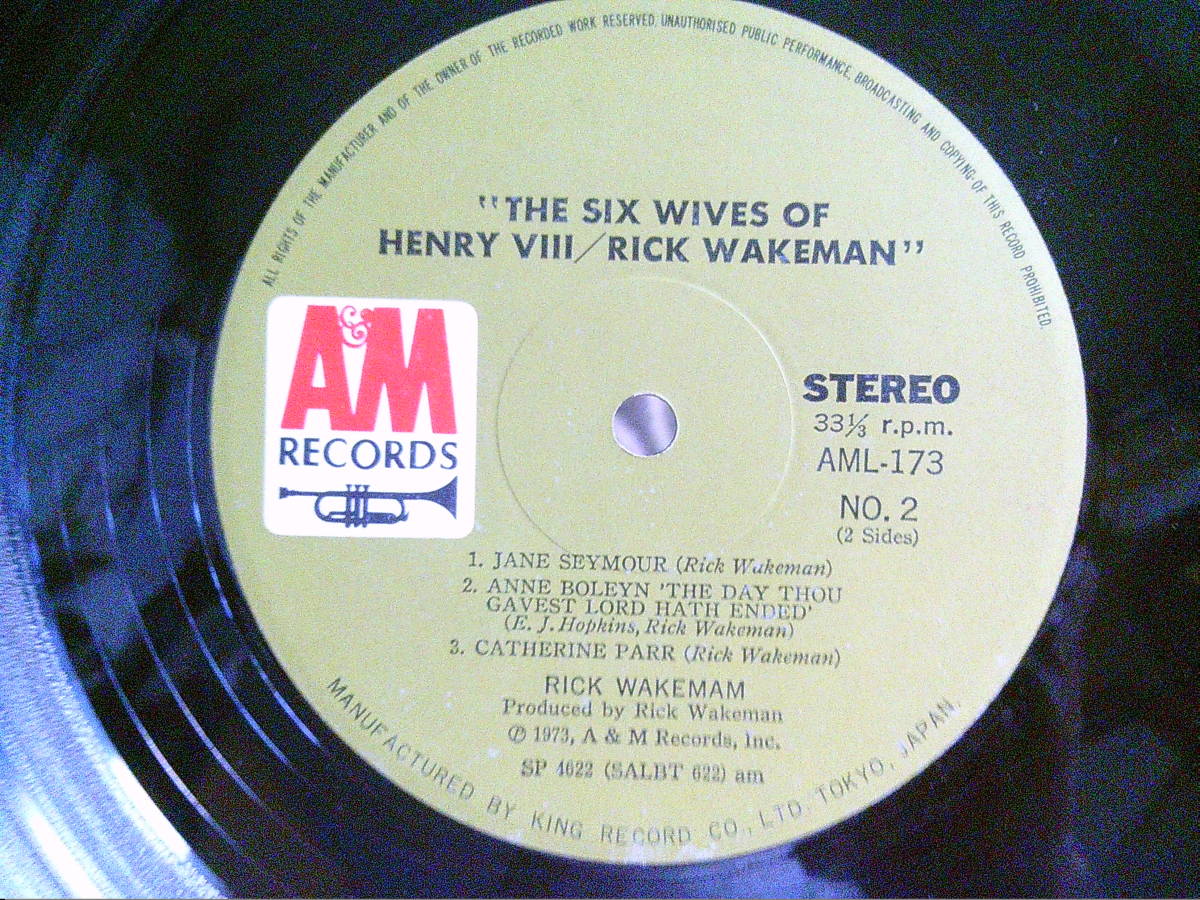 ALL RIGHTS OF THE MANUFACTURER AND OF THE OWNER OF THE RECORDED WORK RESERVED. UNAUTHORISED PUBLIC PERFORMANCE, BROADCASTING AND COPYING-OF THIS RECORD PROHIBITED.
"THE SIX WIVES OF
HENRY VIII/RICK WAKEMAN"
A&M
RECORDS
STEREO
33⅓ r.p.m.
AML-173
NO. 2
(2 Sides)
1. JANE SEYMOUR (Rick Wakeman)
2. ANNE BOLEYN 'THE DAY THOU
GAVEST LORD HATH ENDED'
(E. J. Hopkins, Rick Wakeman)
3. CATHERINE PARR (Rick Wakeman)
RICK WAKEMAM
Produced by Rick Wakeman
℗ 1973, A & M Records, Inc.
SP 4622 (SALBT 622) am
MANUFACTURED BY KING RECORD CO., LTD. TOKYO, JAPAN.